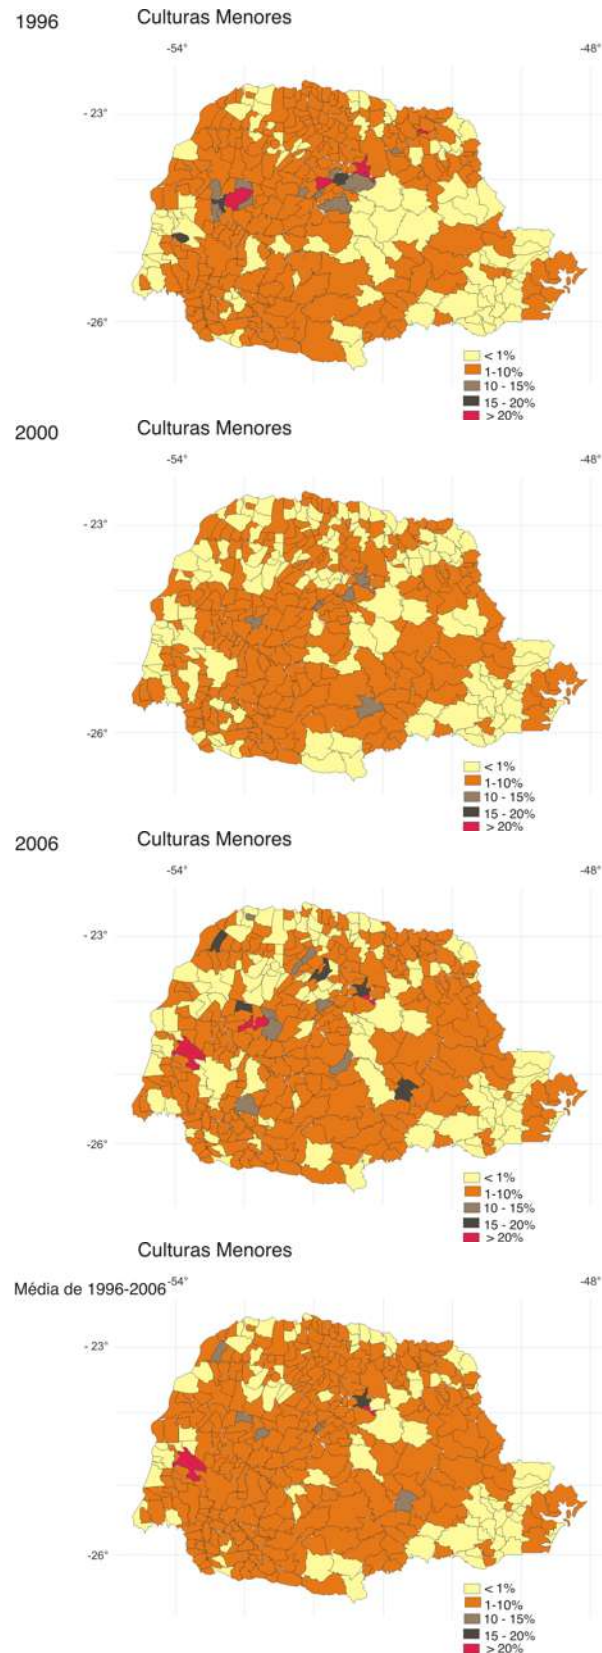 1996
Culturas Menores
-54°
-48°
- 23°
-26°
< 1%
1-10%
10 - 15%
15 - 20%
> 20%
2000
Culturas Menores
-54°
-48°
- 23°
-26°
< 1%
1-10%
10 - 15%
15 - 20%
> 20%
2006
Culturas Menores
-54°
-48°
- 23°
-26°
< 1%
1-10%
10 - 15%
15 - 20%
> 20%
Culturas Menores
Média de 1996-2006
-54°
-48°
- 23°
-26°
< 1%
1-10%
10 - 15%
15 - 20%
> 20%